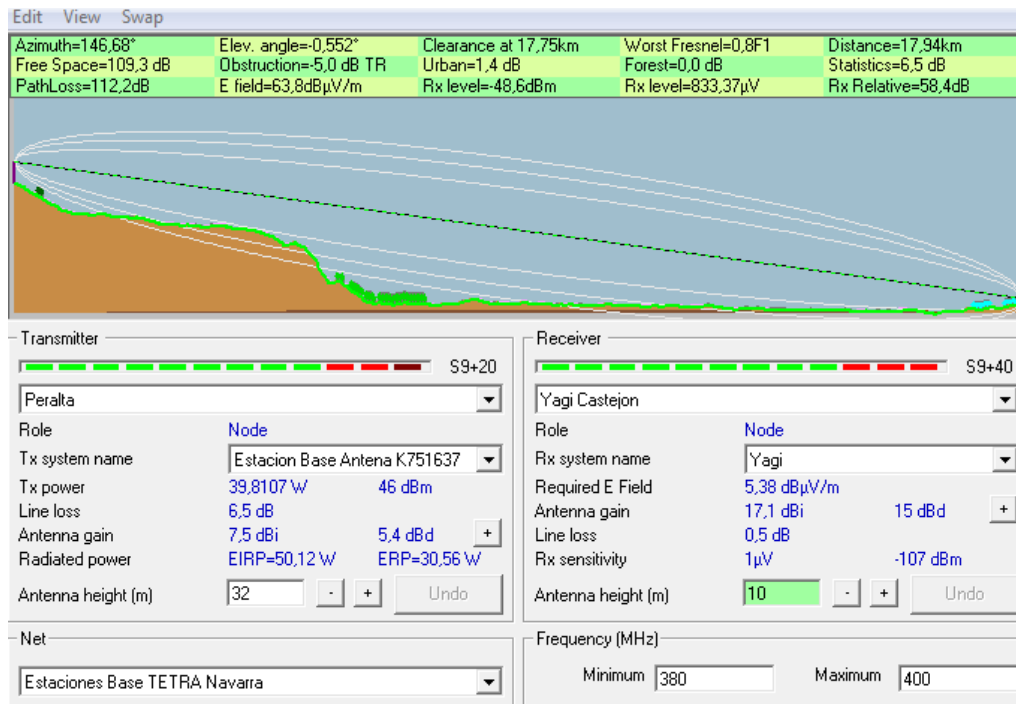 Edit View Swap
Azimuth=146,68° Elev. angle=-0,552° Clearance at 17,75km Worst Fresnel=0,8F1 Distance=17,94km
Free Space=109,3 dB Obstruction=-5,0 dB TR Urban=1,4 dB Forest=0,0 dB Statistics=6,5 dB
PathLoss=112,2dB E field=63,8dBµV/m Rx level=-48,6dBm Rx level=833,37µV Rx Relative=58,4dB
Transmitter
S9+20
Peralta
Role Node
Tx system name Estacion Base Antena K751637
Tx power 39,8107 W 46 dBm
Line loss 6,5 dB
Antenna gain 7,5 dBi 5,4 dBd +
Radiated power EIRP=50,12 W ERP=30,56 W
Antenna height (m) 32 - + Undo
Net
Estaciones Base TETRA Navarra
Receiver
S9+40
Yagi Castejon
Role Node
Rx system name Yagi
Required E Field 5,38 dBµV/m
Antenna gain 17,1 dBi 15 dBd +
Line loss 0,5 dB
Rx sensitivity 1µV -107 dBm
Antenna height (m) 10 - + Undo
Frequency (MHz)
Minimum 380 Maximum 400